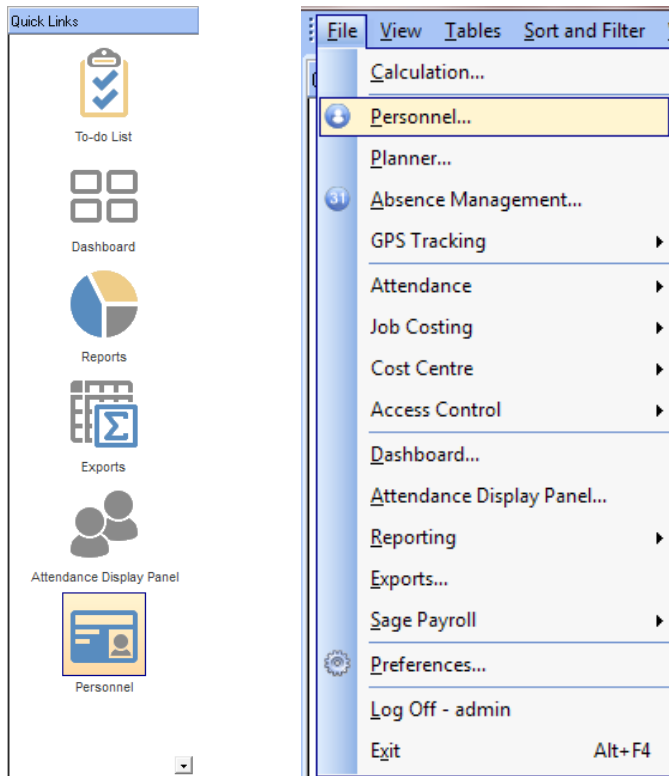 Quick Links
To-do List
Dashboard
Reports
Exports
Attendance Display Panel
Personnel
File View Tables Sort and Filter
Calculation...
Personnel...
Planner...
31 Absence Management...
GPS Tracking
Attendance
Job Costing
Cost Centre
Access Control
Dashboard...
Attendance Display Panel...
Reporting
Exports...
Sage Payroll
Preferences...
Log Off - admin
Exit Alt+F4